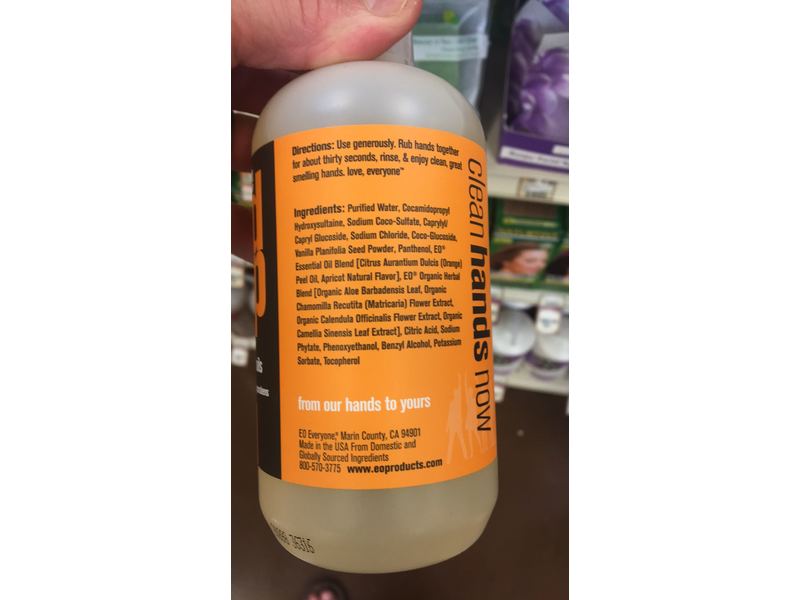 Directions: Use generously. Rub hands together
for about thirty seconds, rinse, & enjoy clean, great
smelling hands. love, everyone™
Ingredients: Purified Water, Cocamidopropyl
Hydroxysultaine, Sodium Coco-Sulfate, Caprylyl/
Capryl Glucoside, Sodium Chloride, Coco-Glucoside,
Vanilla Planifolia Seed Powder, Panthenol, EO®
Essential Oil Blend [Citrus Aurantium Dulcis (Orange)
Peel Oil, Apricot Natural Flavor], EO® Organic Herbal
Blend [Organic Aloe Barbadensis Leaf, Organic
Chamomilla Recutita (Matricaria) Flower Extract,
Organic Calendula Officinalis Flower Extract, Organic
Camellia Sinensis Leaf Extract], Citric Acid, Sodium
Phytate, Phenoxyethanol, Benzyl Alcohol, Potassium
Sorbate, Tocopherol
from our hands to yours
EO Everyone,® Marin County, CA 94901
Made in the USA From Domestic and
Globally Sourced Ingredients
800-570-3775 www.eoproducts.com
clean hands now